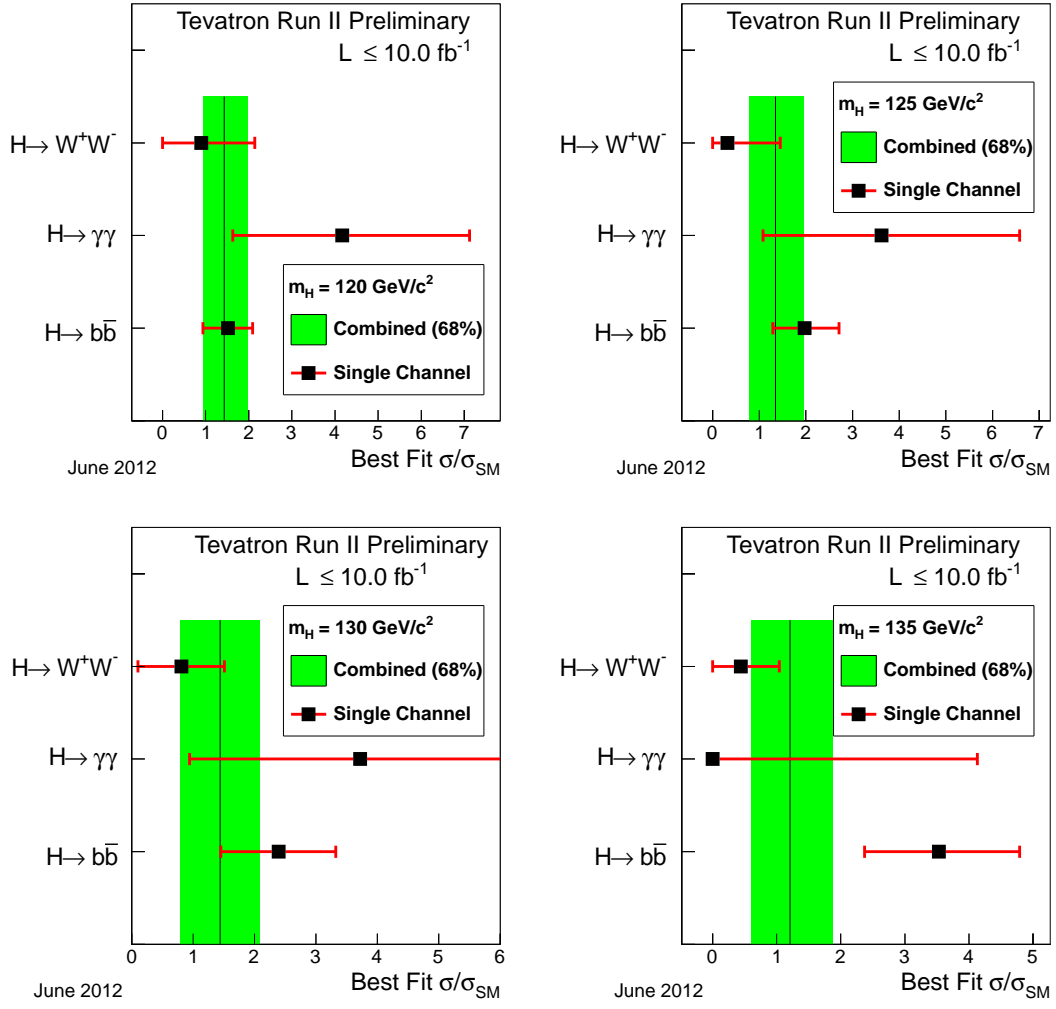 Tevatron Run II Preliminary
L ≤ 10.0 fb⁻¹
H→ W⁺W⁻
H→ γγ
H→ bb̅
m_H = 120 GeV/c²
Combined (68%)
Single Channel
0 1 2 3 4 5 6 7
Best Fit σ/σ_SM
June 2012
Tevatron Run II Preliminary
L ≤ 10.0 fb⁻¹
m_H = 125 GeV/c²
Combined (68%)
Single Channel
H→ W⁺W⁻
H→ γγ
H→ bb̅
0 1 2 3 4 5 6 7
Best Fit σ/σ_SM
June 2012
Tevatron Run II Preliminary
L ≤ 10.0 fb⁻¹
m_H = 130 GeV/c²
Combined (68%)
Single Channel
H→ W⁺W⁻
H→ γγ
H→ bb̅
0 1 2 3 4 5 6
Best Fit σ/σ_SM
June 2012
Tevatron Run II Preliminary
L ≤ 10.0 fb⁻¹
m_H = 135 GeV/c²
Combined (68%)
Single Channel
H→ W⁺W⁻
H→ γγ
H→ bb̅
0 1 2 3 4 5
Best Fit σ/σ_SM
June 2012